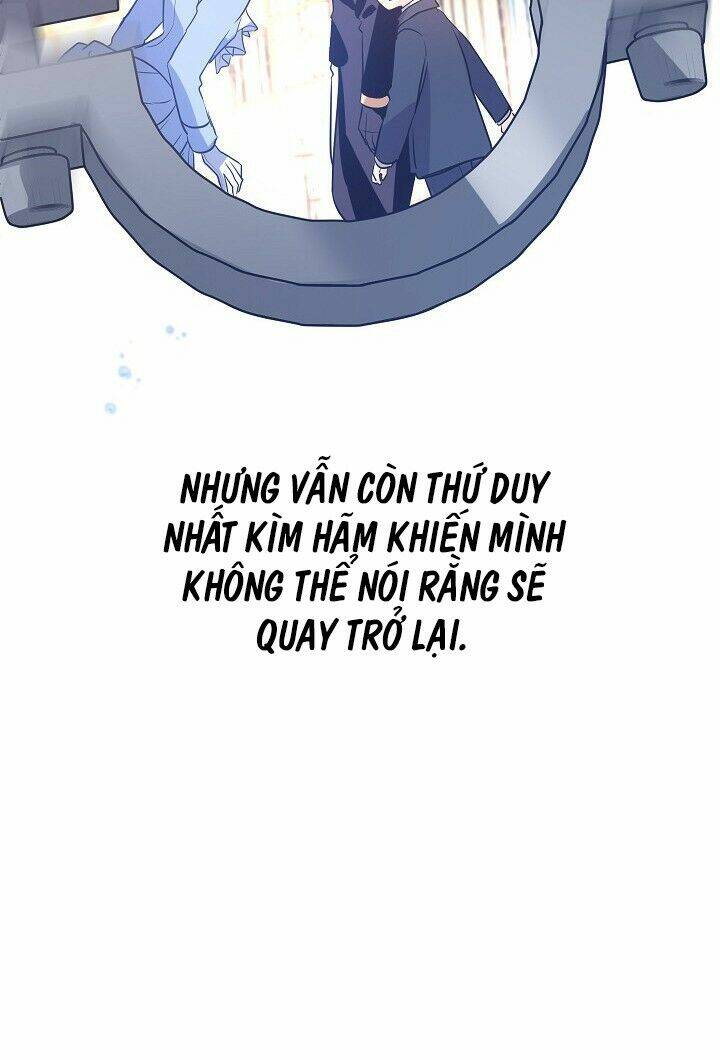 NHƯNG VẪN CÒN THỨ DUY
NHẤT KÌM HÃM KHIẾN MÌNH
KHÔNG THỂ NÓI RẰNG SẼ
QUAY TRỞ LẠI.